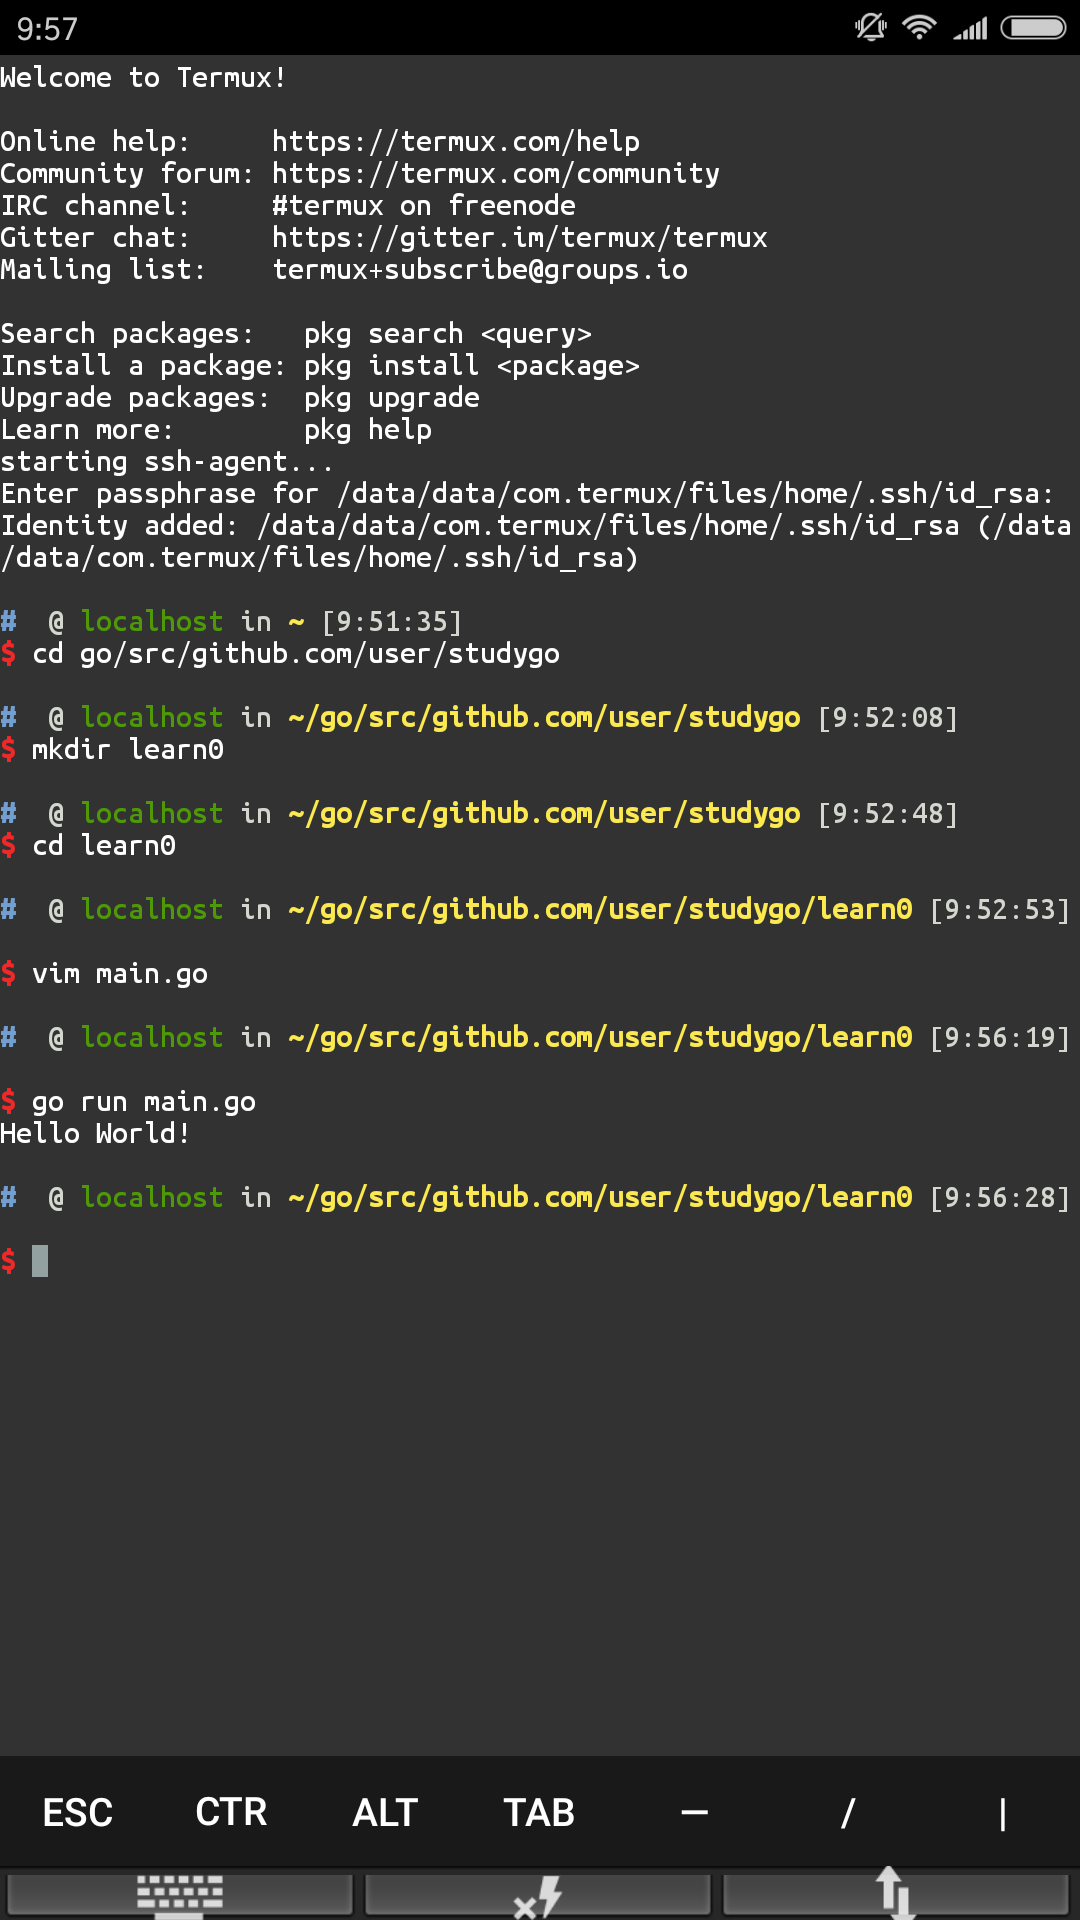 9:57
Welcome to Termux!
Online help:     https://termux.com/help
Community forum: https://termux.com/community
IRC channel:     #termux on freenode
Gitter chat:     https://gitter.im/termux/termux
Mailing list:    termux+subscribe@groups.io
Search packages:   pkg search <query>
Install a package: pkg install <package>
Upgrade packages:  pkg upgrade
Learn more:        pkg help
starting ssh-agent...
Enter passphrase for /data/data/com.termux/files/home/.ssh/id_rsa:
Identity added: /data/data/com.termux/files/home/.ssh/id_rsa (/data
/data/com.termux/files/home/.ssh/id_rsa)
#  @ localhost in ~ [9:51:35]
$ cd go/src/github.com/user/studygo
#  @ localhost in ~/go/src/github.com/user/studygo [9:52:08]
$ mkdir learn0
#  @ localhost in ~/go/src/github.com/user/studygo [9:52:48]
$ cd learn0
#  @ localhost in ~/go/src/github.com/user/studygo/learn0 [9:52:53]
$ vim main.go
#  @ localhost in ~/go/src/github.com/user/studygo/learn0 [9:56:19]
$ go run main.go
Hello World!
#  @ localhost in ~/go/src/github.com/user/studygo/learn0 [9:56:28]
$
ESC CTR ALT TAB — / |